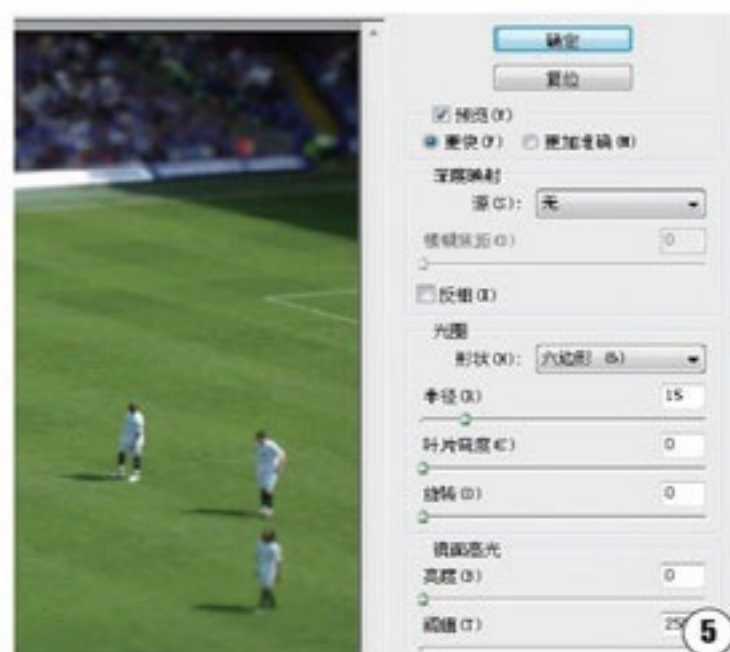 确定
复位
预览(V)
更快(F) 更加准确(M)
深度映射
源(S): 无
模糊焦距(D) 0
反相(I)
光圈
形状(H): 六边形 (6)
半径(R) 15
叶片弯度(C) 0
旋转(O) 0
镜面高光
亮度(B) 0
阈值(T)
5